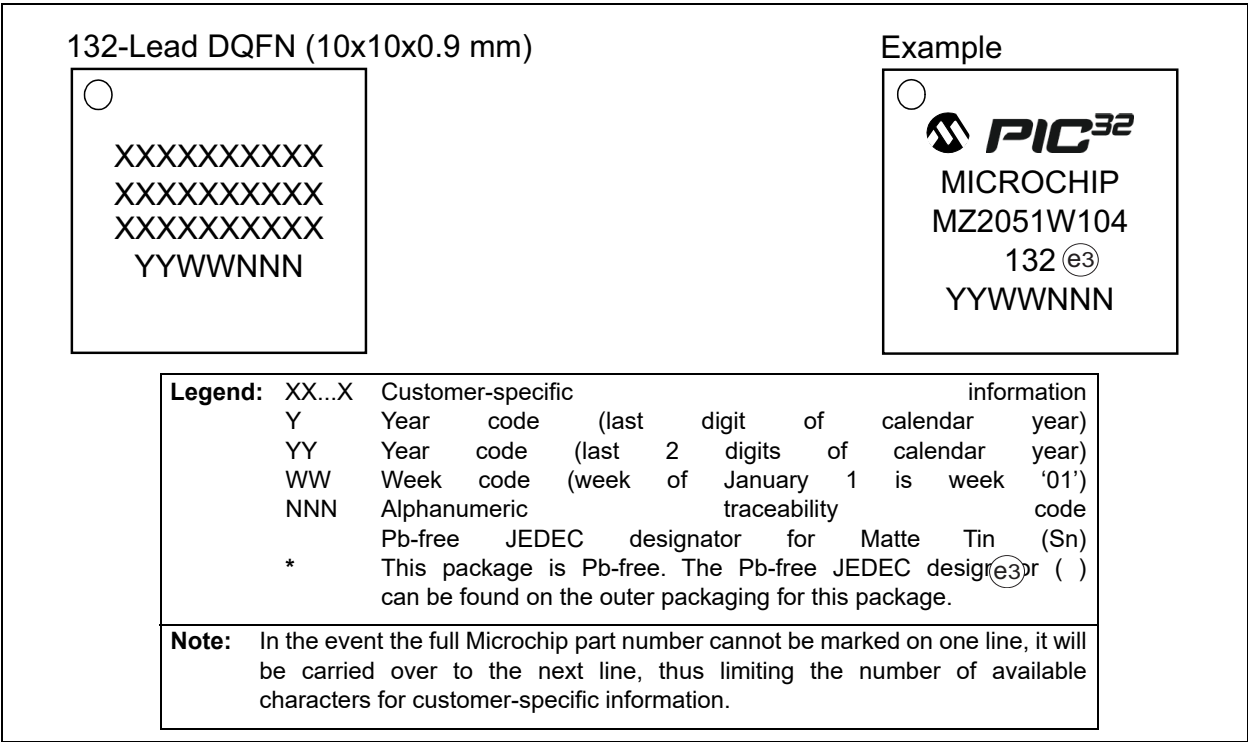 132-Lead DQFN (10x10x0.9 mm)
XXXXXXXXXX
XXXXXXXXXX
XXXXXXXXXX
YYWWNNN
Example
PIC32
MICROCHIP
MZ2051W104
132 e3
YYWWNNN
Legend: XX...X Customer-specific information
Y Year code (last digit of calendar year)
YY Year code (last 2 digits of calendar year)
WW Week code (week of January 1 is week ‘01’)
NNN Alphanumeric traceability code
Pb-free JEDEC designator for Matte Tin (Sn)
* This package is Pb-free. The Pb-free JEDEC desig e3 r ( )
can be found on the outer packaging for this package.
Note: In the event the full Microchip part number cannot be marked on one line, it will
be carried over to the next line, thus limiting the number of available
characters for customer-specific information.